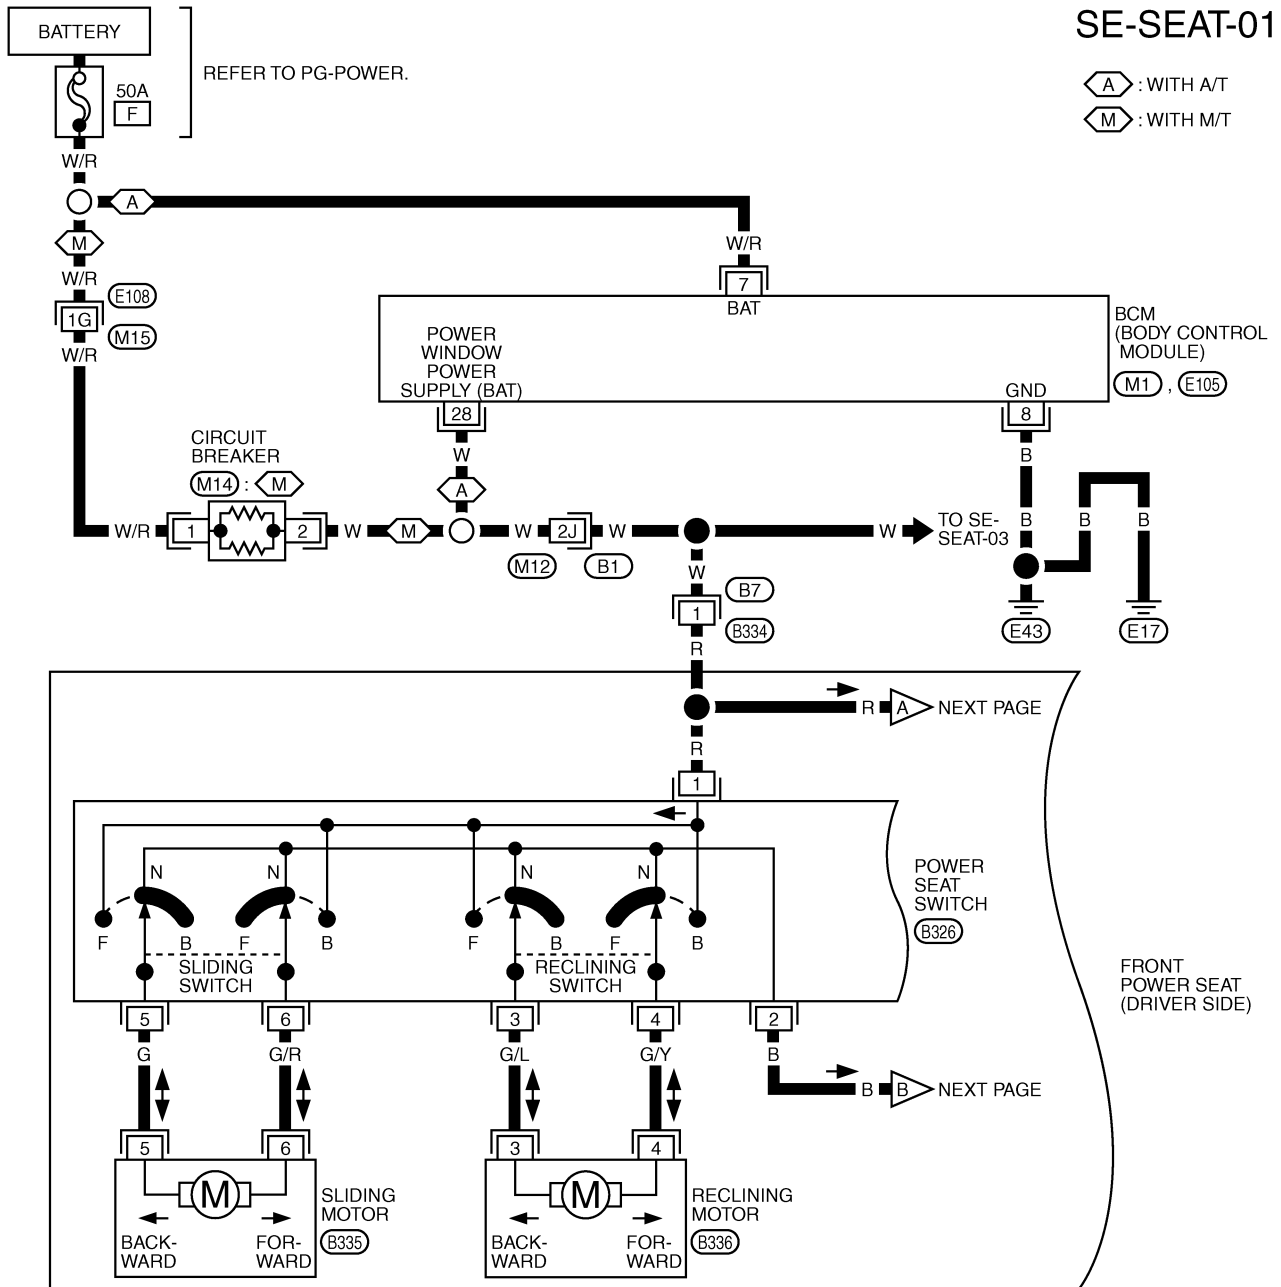 SE-SEAT-01
BATTERY
REFER TO PG-POWER.
50A
F
A : WITH A/T
M : WITH M/T
W/R
A
M
W/R
W/R
E108
1G
M15
W/R
7
BAT
POWER
WINDOW
POWER
SUPPLY (BAT)
BCM
(BODY CONTROL
MODULE)
M1 , E105
GND
28
8
W
B
CIRCUIT
BREAKER
M14 : M
A
W/R
1
2
W
M
W
2J
W
W
TO SE-
SEAT-03
B
B
B
M12
B1
W
B7
1
B334
E43
E17
R
R
A
NEXT PAGE
R
1
N
N
N
N
F
B
F
B
F
B
F
B
SLIDING
SWITCH
RECLINING
SWITCH
POWER
SEAT
SWITCH
B326
FRONT
POWER SEAT
(DRIVER SIDE)
5
6
3
4
2
G
G/R
G/L
G/Y
B
B
B
NEXT PAGE
5
6
3
4
M
M
SLIDING
MOTOR
B335
RECLINING
MOTOR
B336
BACK-
WARD
FOR-
WARD
BACK-
WARD
FOR-
WARD